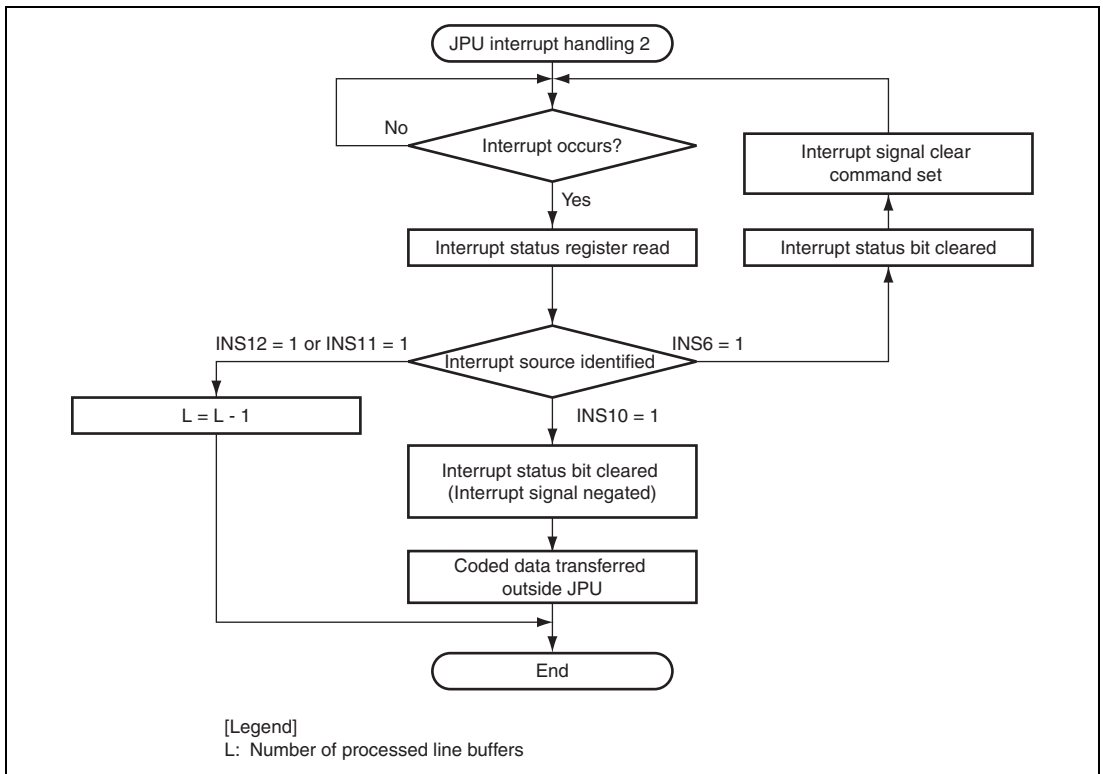 JPU interrupt handling 2
No
Interrupt occurs?
Yes
Interrupt signal clear
command set
Interrupt status register read
Interrupt status bit cleared
INS12 = 1 or INS11 = 1
Interrupt source identified
INS6 = 1
L = L - 1
INS10 = 1
Interrupt status bit cleared
(Interrupt signal negated)
Coded data transferred
outside JPU
End
[Legend]
L: Number of processed line buffers